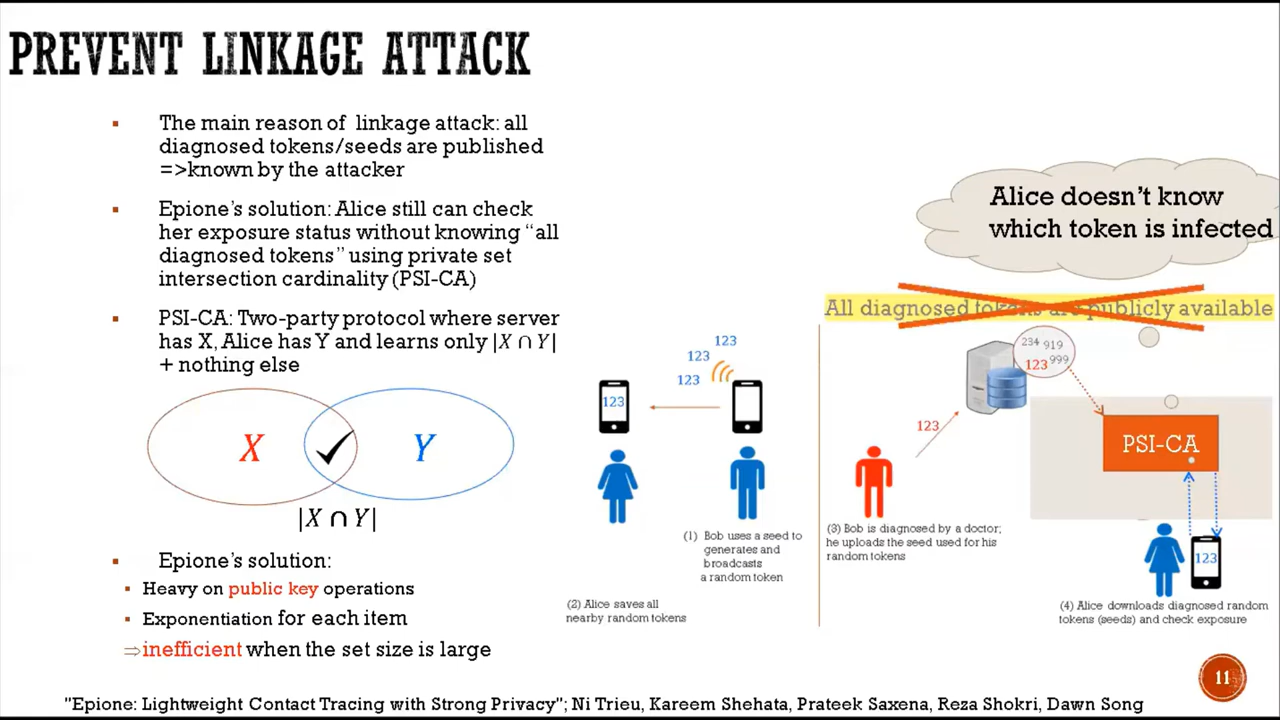 PREVENT LINKAGE ATTACK
▪ The main reason of linkage attack: all
diagnosed tokens/seeds are published
=>known by the attacker
▪ Epione's solution: Alice still can check
her exposure status without knowing “all
diagnosed tokens” using private set
intersection cardinality (PSI-CA)
▪ PSI-CA: Two-party protocol where server
has X, Alice has Y and learns only |X ∩ Y|
+ nothing else
X
Y
|X ∩ Y|
▪ Epione's solution:
▪ Heavy on public key operations
▪ Exponentiation for each item
⇒inefficient when the set size is large
123
123
123
123
(1) Bob uses a seed to
generates and
broadcasts
a random token
(2) Alice saves all
nearby random tokens
Alice doesn't know
which token is infected
All diagnosed tokens are publicly available
234 919
123 999
123
PSI-CA
(3) Bob is diagnosed by a doctor;
he uploads the seed used for his
random tokens
123
(4) Alice downloads diagnosed random
tokens (seeds) and check exposure
11
"Epione: Lightweight Contact Tracing with Strong Privacy"; Ni Trieu, Kareem Shehata, Prateek Saxena, Reza Shokri, Dawn Song